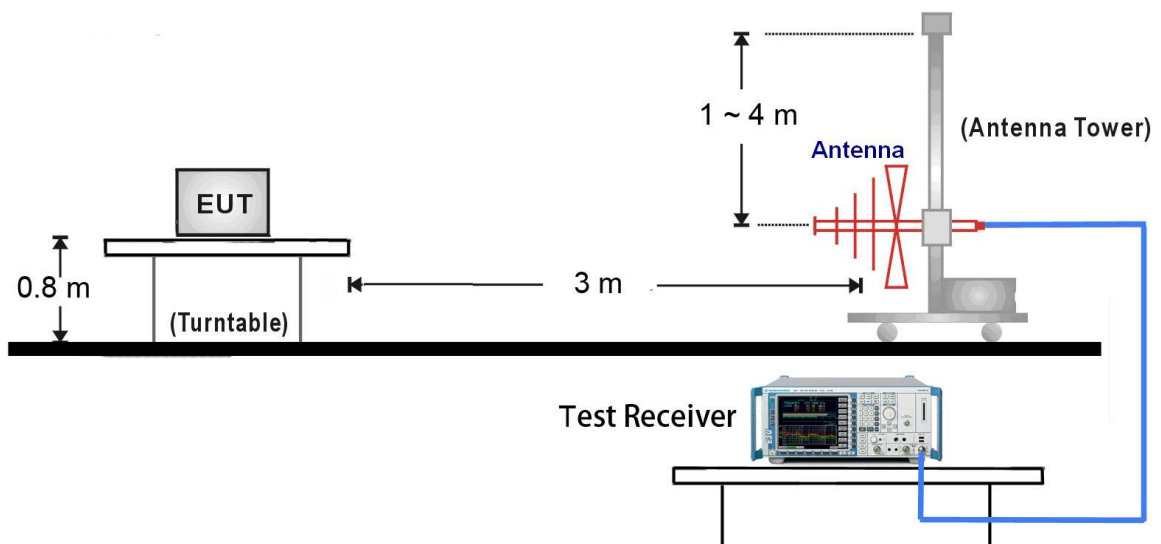 1 ~ 4 m
(Antenna Tower)
Antenna
EUT
0.8 m
3 m
(Turntable)
Test Receiver